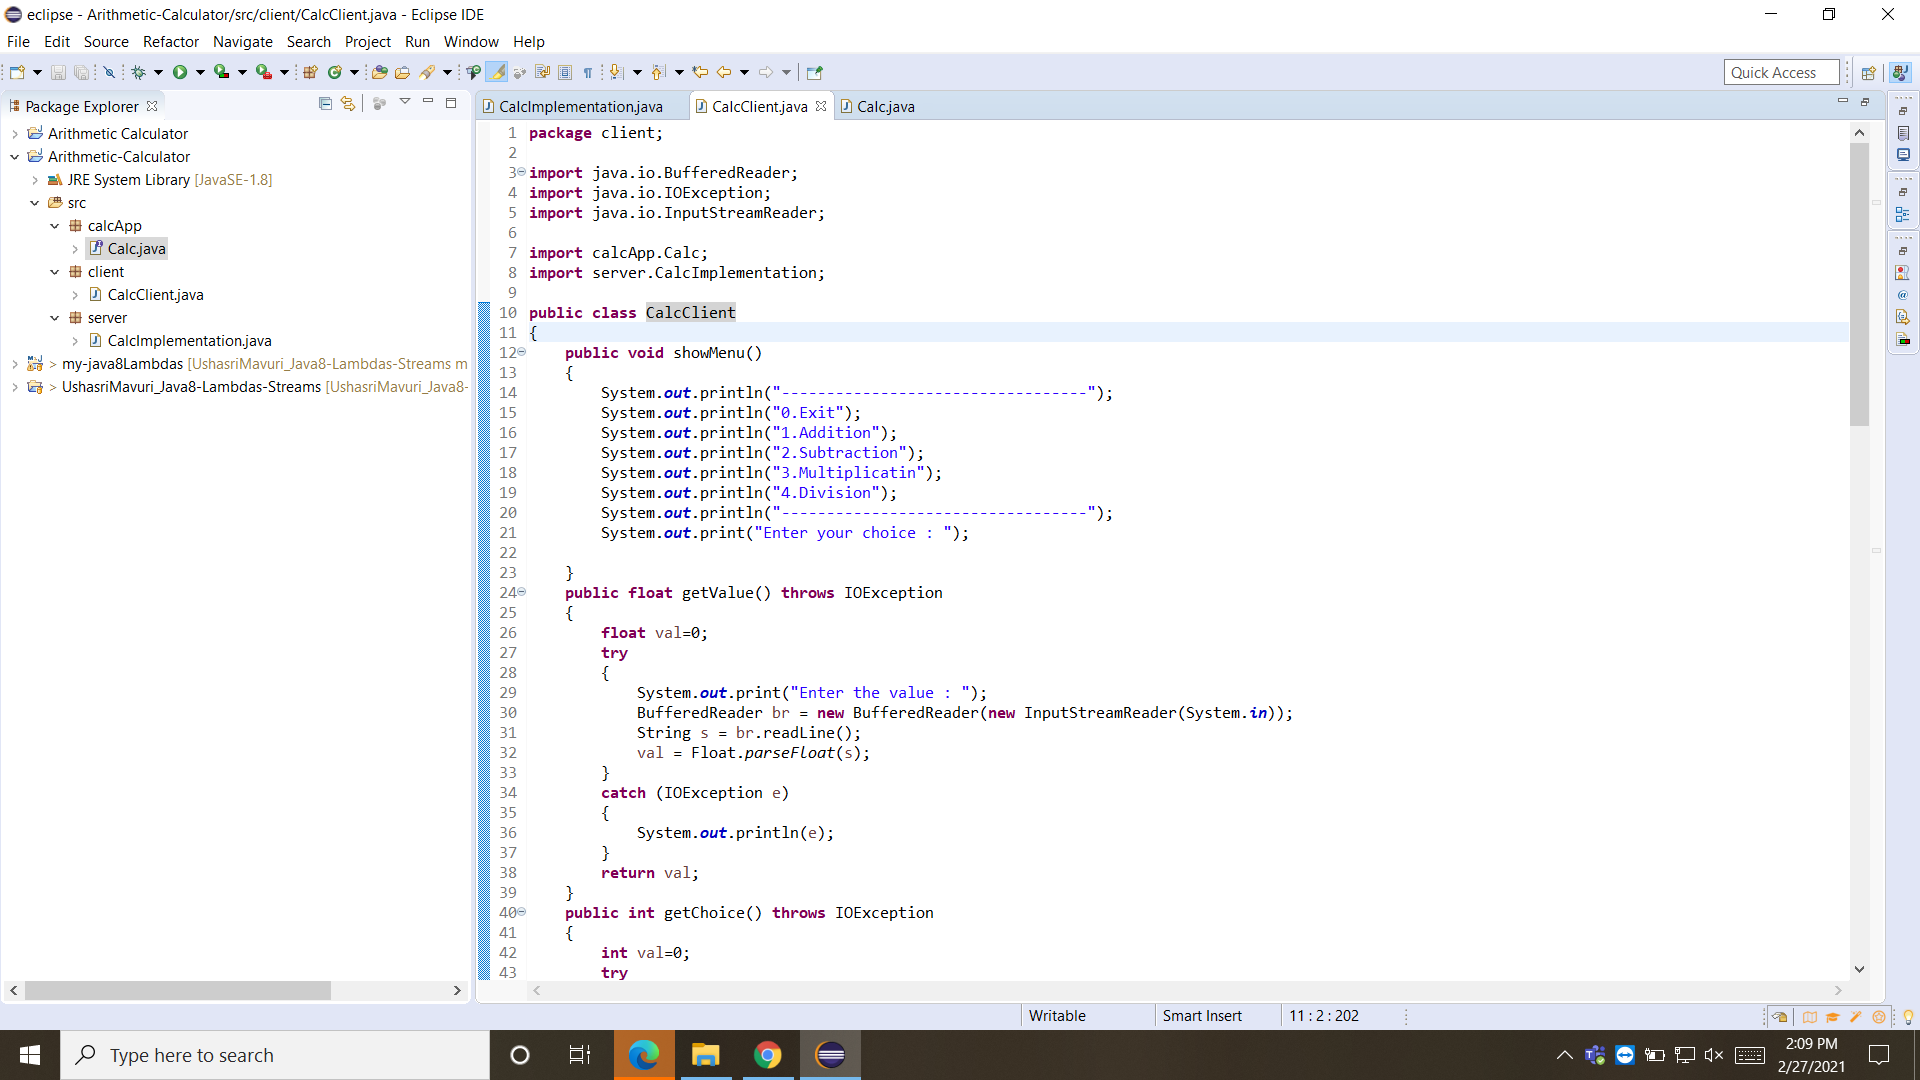 eclipse - Arithmetic-Calculator/src/client/CalcClient.java - Eclipse IDE
File Edit Source Refactor Navigate Search Project Run Window Help
Quick Access
Package Explorer
Arithmetic Calculator
Arithmetic-Calculator
JRE System Library [JavaSE-1.8]
src
calcApp
Calc.java
client
CalcClient.java
server
CalcImplementation.java
> my-java8Lambdas [UshasriMavuri_Java8-Lambdas-Streams m
> UshasriMavuri_Java8-Lambdas-Streams [UshasriMavuri_Java8-
CalcImplementation.java CalcClient.java Calc.java
1 package client;
2
3 import java.io.BufferedReader;
4 import java.io.IOException;
5 import java.io.InputStreamReader;
6
7 import calcApp.Calc;
8 import server.CalcImplementation;
9
10 public class CalcClient
11 {
12 public void showMenu()
13 {
14 System.out.println("----------------------------------");
15 System.out.println("0.Exit");
16 System.out.println("1.Addition");
17 System.out.println("2.Subtraction");
18 System.out.println("3.Multiplicatin");
19 System.out.println("4.Division");
20 System.out.println("----------------------------------");
21 System.out.print("Enter your choice : ");
22
23 }
24 public float getValue() throws IOException
25 {
26 float val=0;
27 try
28 {
29 System.out.print("Enter the value : ");
30 BufferedReader br = new BufferedReader(new InputStreamReader(System.in));
31 String s = br.readLine();
32 val = Float.parseFloat(s);
33 }
34 catch (IOException e)
35 {
36 System.out.println(e);
37 }
38 return val;
39 }
40 public int getChoice() throws IOException
41 {
42 int val=0;
43 try
Writable Smart Insert 11 : 2 : 202
Type here to search
2:09 PM
2/27/2021